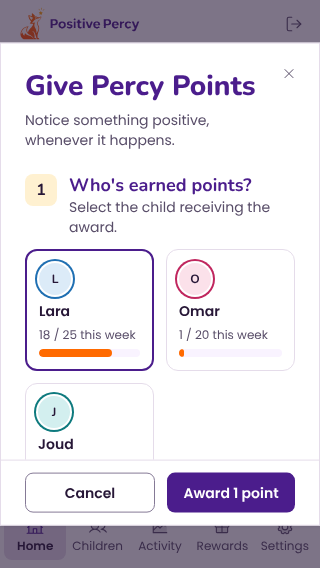 Positive Percy
Give Percy Points
Notice something positive,
whenever it happens.
1
Who's earned points?
Select the child receiving the
award.
L
Lara
18 / 25 this week
O
Omar
1 / 20 this week
J
Joud
Cancel
Award 1 point
Home
Children
Activity
Rewards
Settings